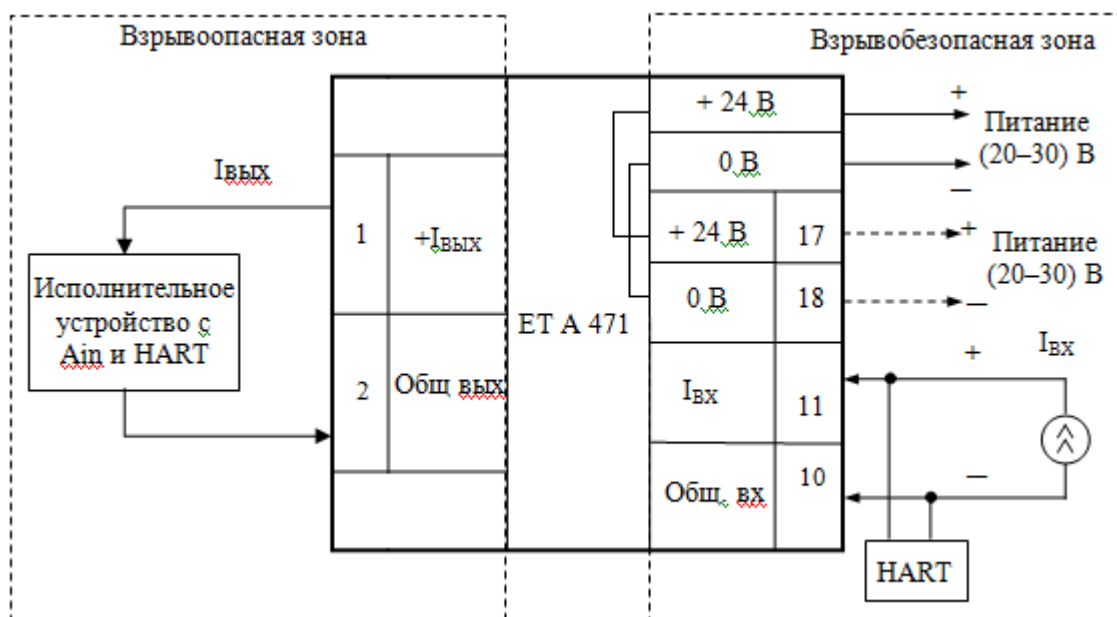 Взрывоопасная зона
Взрывобезопасная зона
+ 24 В
+
Питание
(20–30) В
0 В
–
Iвых
1
+IВЫХ
+ 24 В
17
+
Питание
(20–30) В
0 В
18
–
Исполнительное
устройство с
Ain и HART
ET A 471
2
Общ вых
IВХ
11
+
IВХ
Общ. вх
10
–
HART